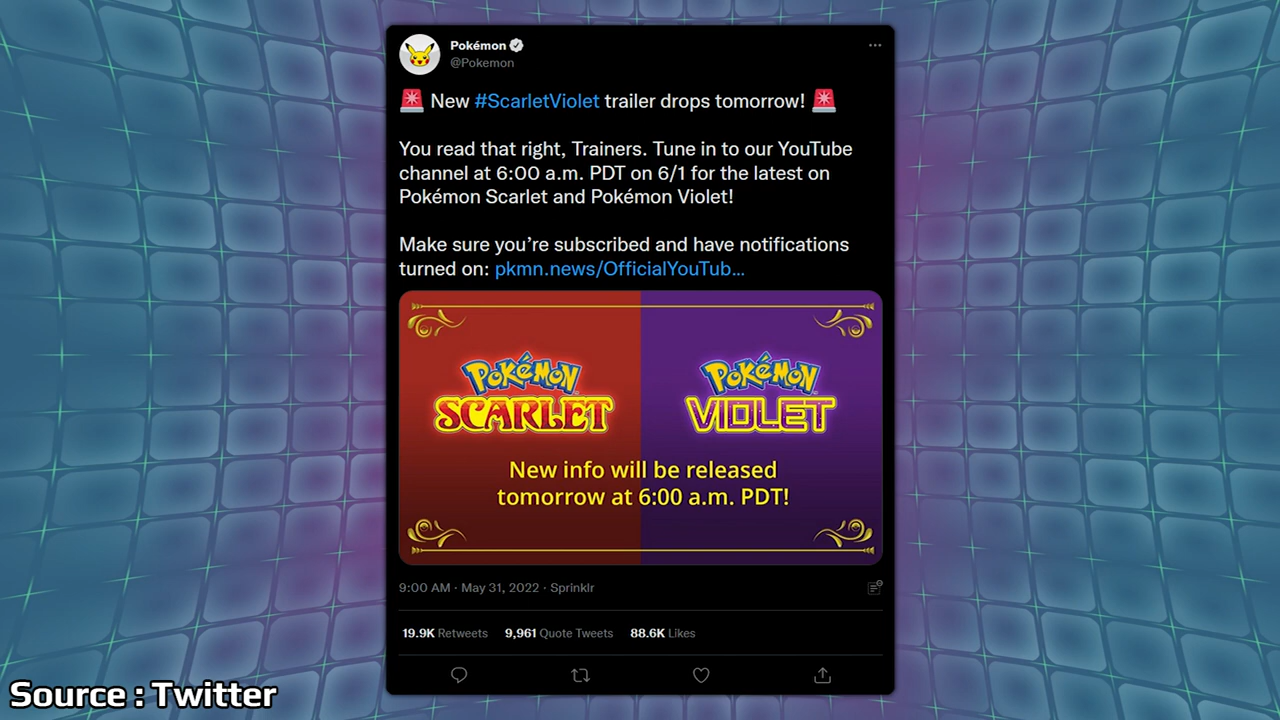 Pokémon
@Pokemon
🚨 New #ScarletViolet trailer drops tomorrow! 🚨
You read that right, Trainers. Tune in to our YouTube
channel at 6:00 a.m. PDT on 6/1 for the latest on
Pokémon Scarlet and Pokémon Violet!
Make sure you’re subscribed and have notifications
turned on: pkmn.news/OfficialYouTub…
POKÉMON
SCARLET
POKÉMON
VIOLET
New info will be released
tomorrow at 6:00 a.m. PDT!
9:00 AM · May 31, 2022 · Sprinklr
19.9K Retweets 9,961 Quote Tweets 88.6K Likes
Source : Twitter